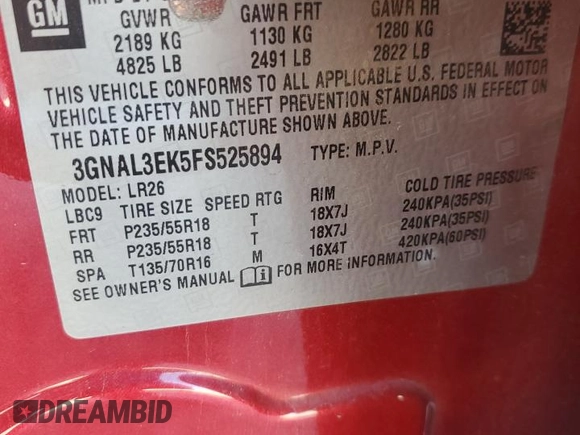 GM
GVWR GAWR FRT GAWR RR
2189 KG 1130 KG 1280 KG
4825 LB 2491 LB 2822 LB
THIS VEHICLE CONFORMS TO ALL APPLICABLE U.S. FEDERAL MOTOR
VEHICLE SAFETY AND THEFT PREVENTION STANDARDS IN EFFECT ON
THE DATE OF MANUFACTURE SHOWN ABOVE.
3GNAL3EK5FS525894 TYPE: M.P.V.
MODEL: LR26
LBC9 TIRE SIZE SPEED RTG RIM COLD TIRE PRESSURE
FRT P235/55R18 T 18X7J 240KPA(35PSI)
RR P235/55R18 T 18X7J 240KPA(35PSI)
SPA T135/70R16 M 16X4T 420KPA(60PSI)
SEE OWNER'S MANUAL FOR MORE INFORMATION.
DREAMBID